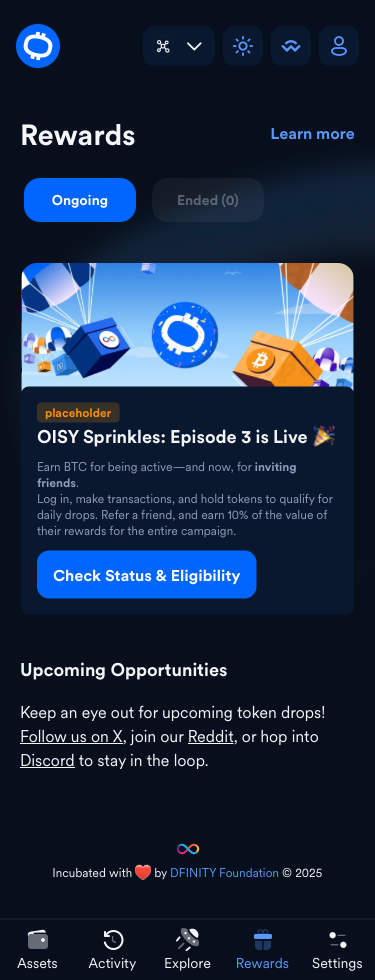 Rewards
Learn more
Ongoing
Ended (0)
placeholder
OISY Sprinkles: Episode 3 is Live 🎉
Earn BTC for being active—and now, for inviting
friends.
Log in, make transactions, and hold tokens to qualify for
daily drops. Refer a friend, and earn 10% of the value of
their rewards for the entire campaign.
Check Status & Eligibility
Upcoming Opportunities
Keep an eye out for upcoming token drops!
Follow us on X, join our Reddit, or hop into
Discord to stay in the loop.
Incubated with ❤️ by DFINITY Foundation © 2025
Assets
Activity
Explore
Rewards
Settings